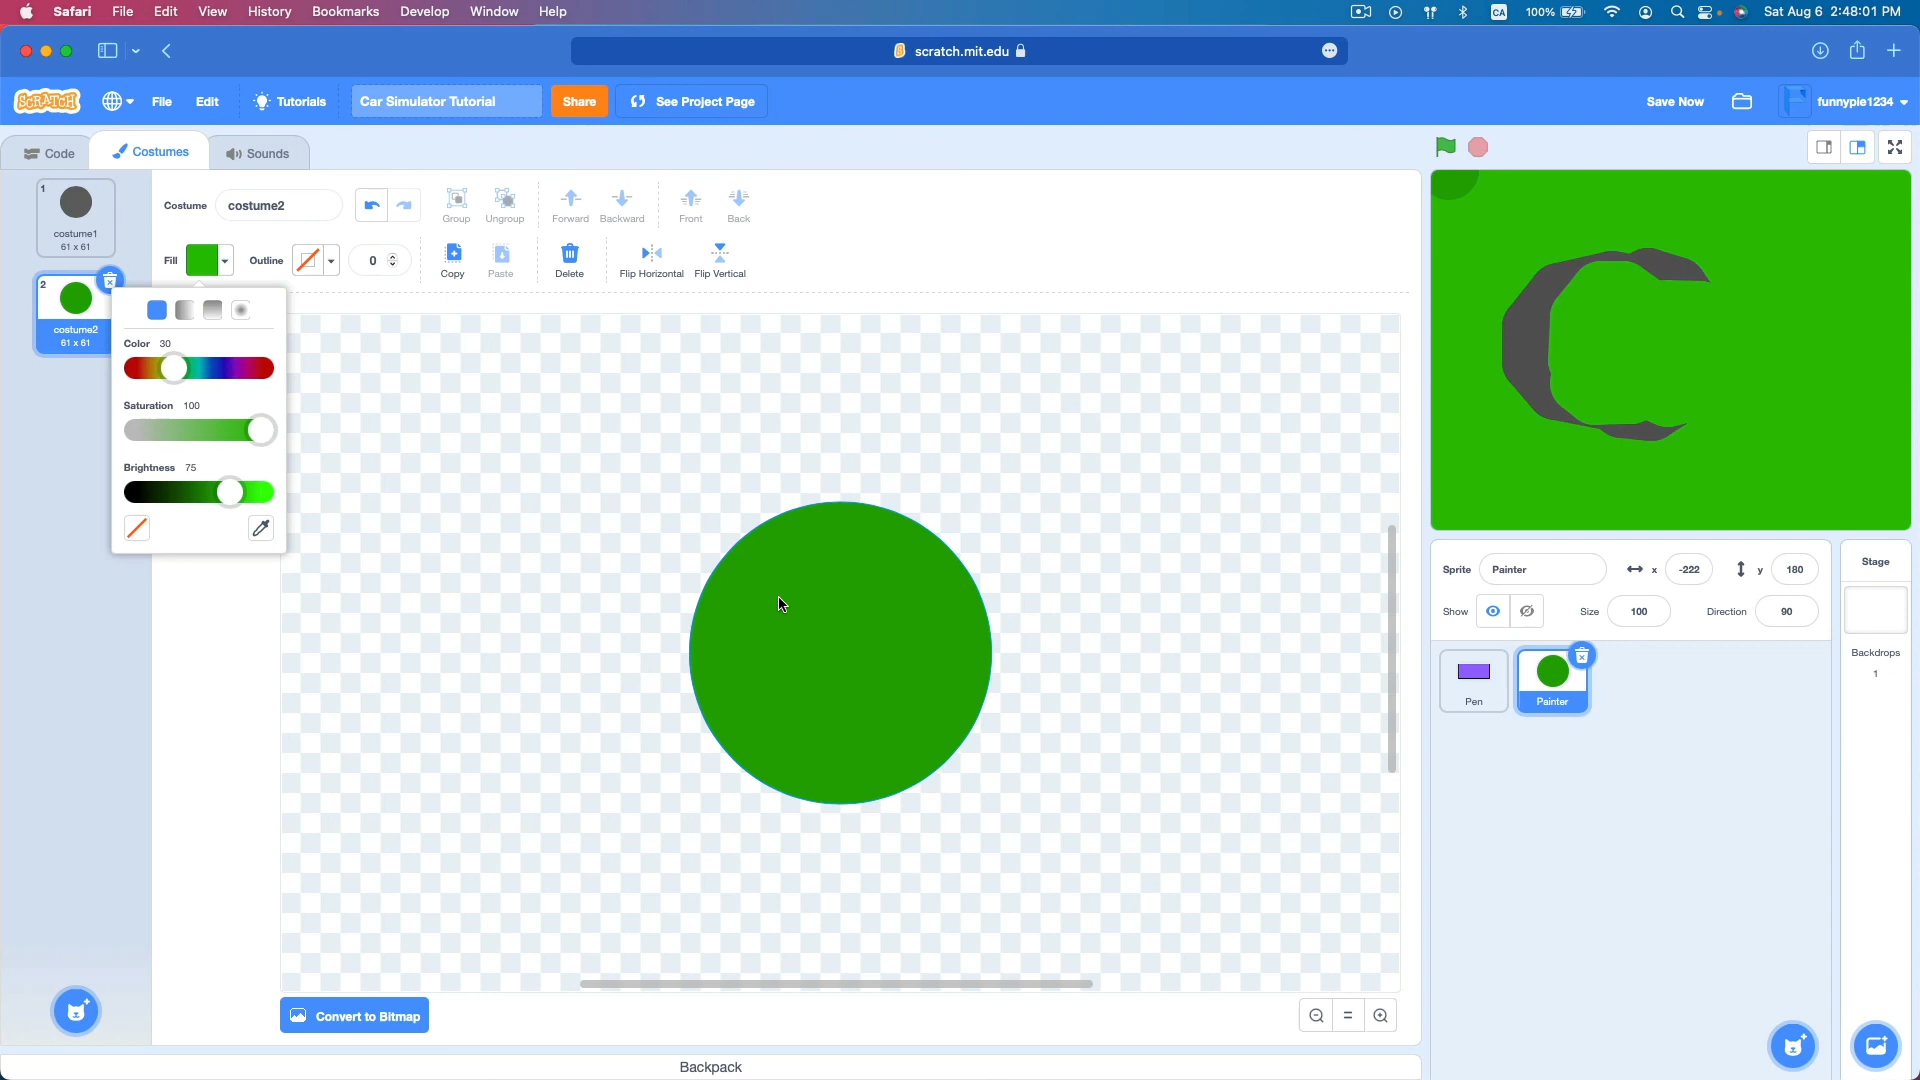 Safari File Edit View History Bookmarks Develop Window Help
CA 100% Sat Aug 6 2:48:01 PM
scratch.mit.edu
SCRATCH File Edit Tutorials Car Simulator Tutorial Share See Project Page Save Now funnypie1234
Code Costumes Sounds
1
costume1
61 x 61
2
costume2
61 x 61
Costume costume2
Group Ungroup Forward Backward Front Back
Fill Outline 0
Copy Paste Delete Flip Horizontal Flip Vertical
Color 30
Saturation 100
Brightness 75
Convert to Bitmap
Backpack
Sprite Painter x -222 y 180
Show Size 100 Direction 90
Pen
Painter
Stage
Backdrops
1